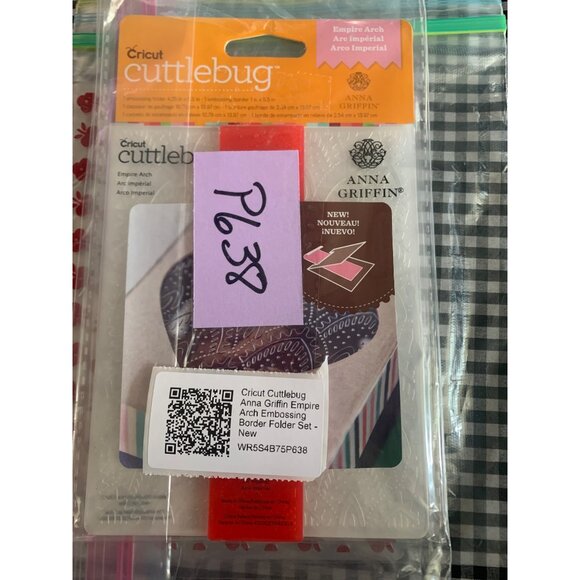 Cricut
cuttlebug™
Empire Arch
Arc impérial
Arco Imperial
ANNA
GRIFFIN®
Cricut
cuttlebug
Empire Arch
Arc impérial
Arco Imperial
ANNA
GRIFFIN®
NEW!
NOUVEAU!
¡NUEVO!
P638
Cricut Cuttlebug
Anna Griffin Empire
Arch Embossing
Border Folder Set -
New
WR5S4B75P638